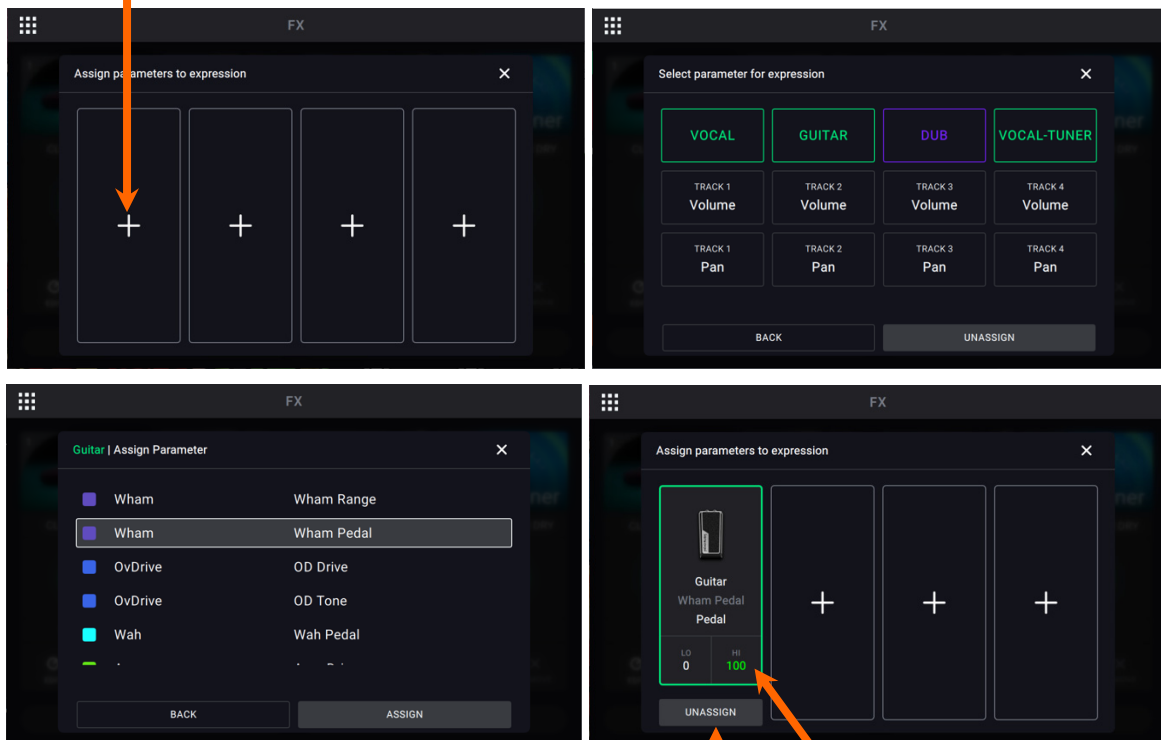 FX
Assign parameters to expression
FX
Select parameter for expression
VOCAL GUITAR DUB VOCAL-TUNER
TRACK 1 TRACK 2 TRACK 3 TRACK 4
Volume Volume Volume Volume
TRACK 1 TRACK 2 TRACK 3 TRACK 4
Pan Pan Pan Pan
BACK UNASSIGN
FX
Guitar | Assign Parameter
Wham Wham Range
Wham Wham Pedal
OvDrive OD Drive
OvDrive OD Tone
Wah Wah Pedal
BACK ASSIGN
FX
Assign parameters to expression
Guitar
Wham Pedal
Pedal
LO HI
0 100
UNASSIGN